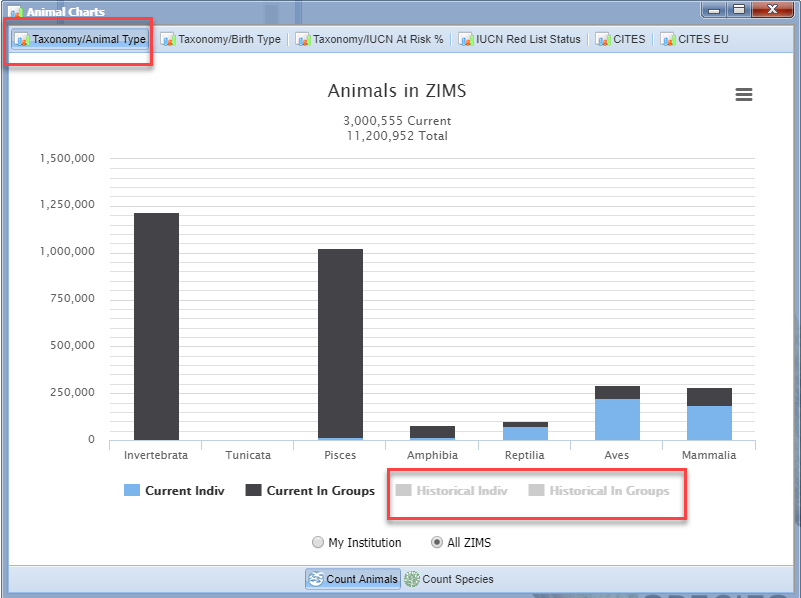 Animal Charts
Taxonomy/Animal Type Taxonomy/Birth Type Taxonomy/IUCN At Risk % IUCN Red List Status CITES CITES EU
Animals in ZIMS
3,000,555 Current
11,200,952 Total
1,500,000
1,250,000
1,000,000
750,000
500,000
250,000
0
Invertebrata Tunicata Pisces Amphibia Reptilia Aves Mammalia
Current Indiv Current In Groups Historical Indiv Historical In Groups
My Institution All ZIMS
Count Animals Count Species